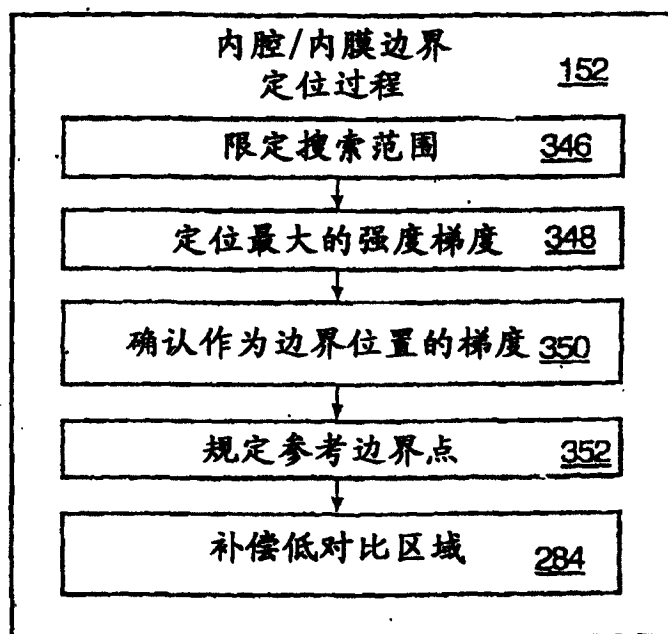 内腔/内膜边界
定位过程 152
限定搜索范围 346
定位最大的强度梯度 348
确认作为边界位置的梯度 350
规定参考边界点 352
补偿低对比区域 284